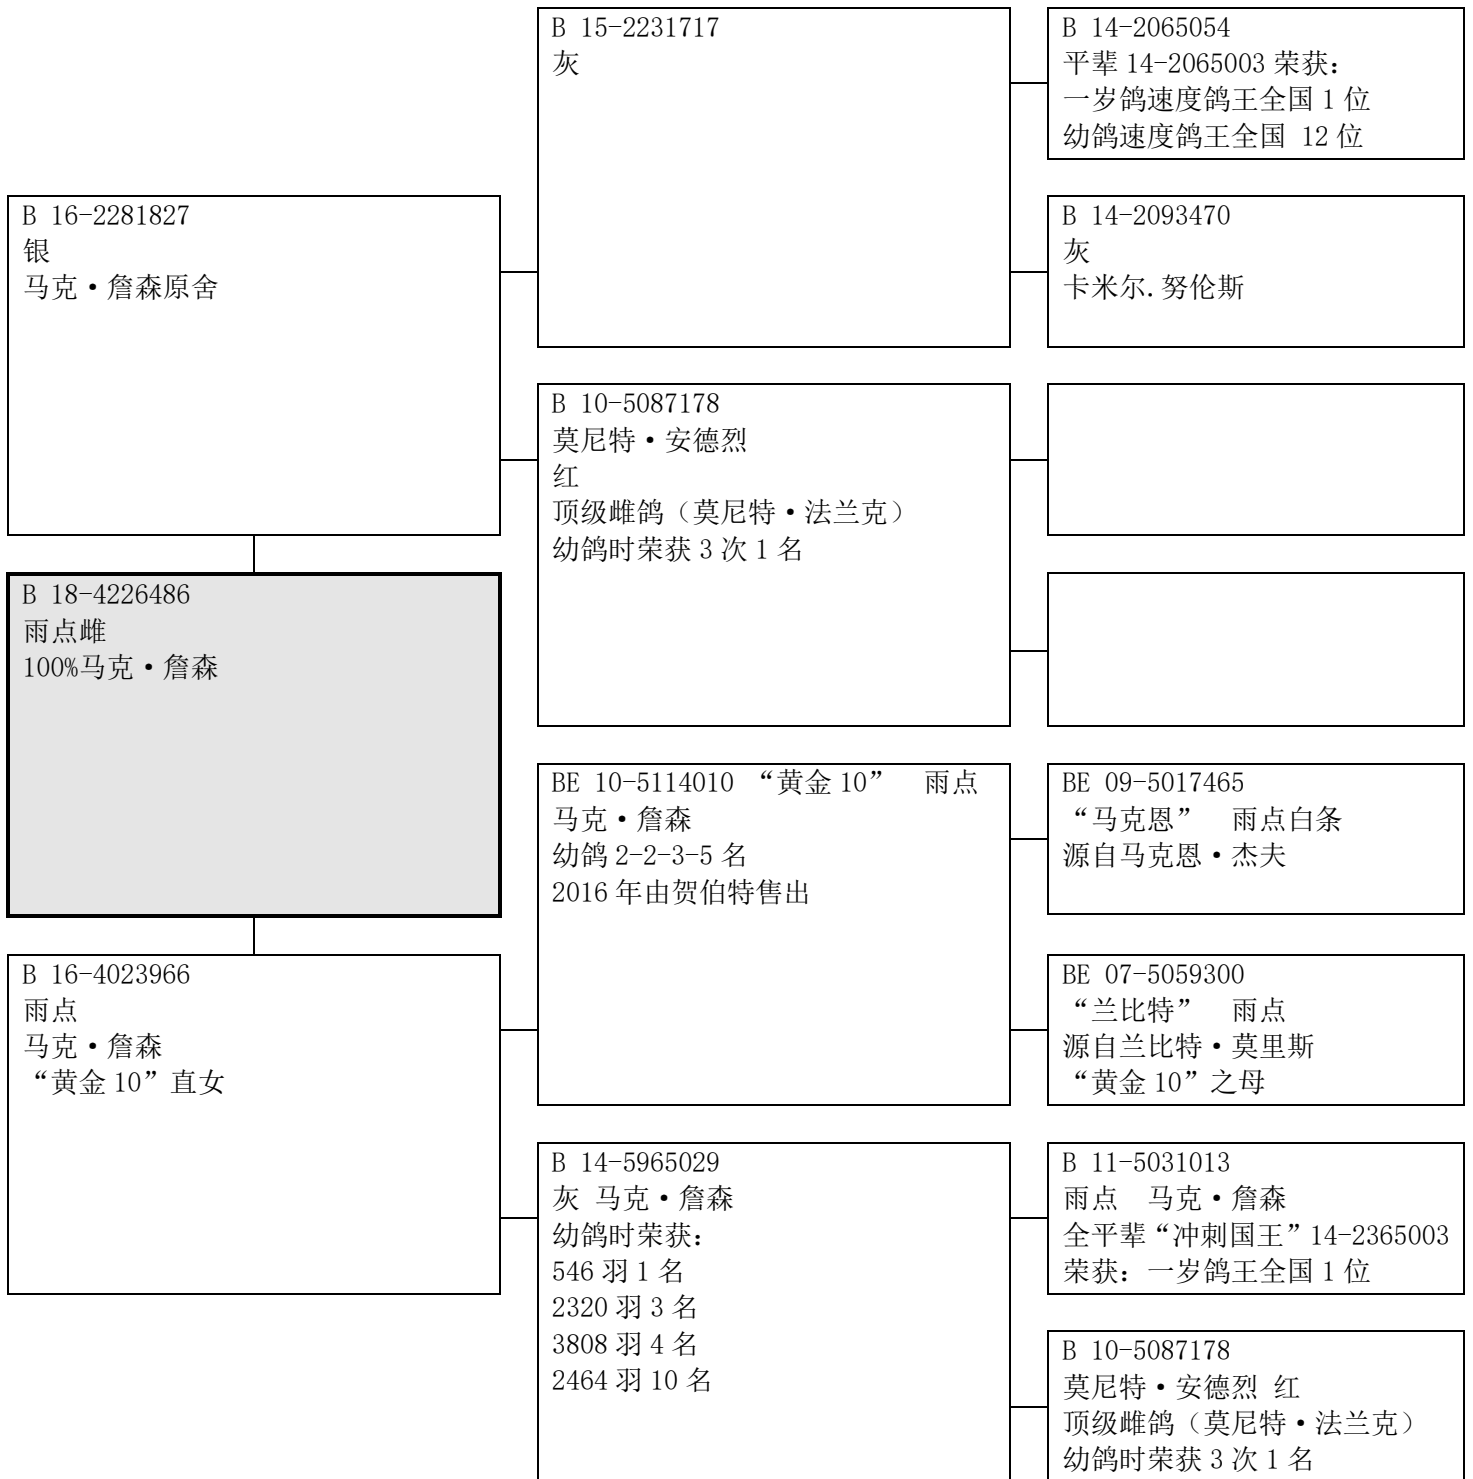 B 16-2281827
银
马克·詹森原舍
B 18-4226486
雨点雌
100%马克·詹森
B 16-4023966
雨点
马克·詹森
“黄金 10”直女
B 15-2231717
灰
B 10-5087178
莫尼特·安德烈
红
顶级雌鸽（莫尼特·法兰克）
幼鸽时荣获 3 次 1 名
BE 10-5114010 “黄金 10” 雨点
马克·詹森
幼鸽 2-2-3-5 名
2016 年由贺伯特售出
B 14-5965029
灰 马克·詹森
幼鸽时荣获：
546 羽 1 名
2320 羽 3 名
3808 羽 4 名
2464 羽 10 名
B 14-2065054
平辈 14-2065003 荣获：
一岁鸽速度鸽王全国 1 位
幼鸽速度鸽王全国 12 位
B 14-2093470
灰
卡米尔.努伦斯
BE 09-5017465
“马克恩” 雨点白条
源自马克恩·杰夫
BE 07-5059300
“兰比特” 雨点
源自兰比特·莫里斯
“黄金 10”之母
B 11-5031013
雨点 马克·詹森
全平辈“冲刺国王”14-2365003
荣获：一岁鸽王全国 1 位
B 10-5087178
莫尼特·安德烈 红
顶级雌鸽（莫尼特·法兰克）
幼鸽时荣获 3 次 1 名